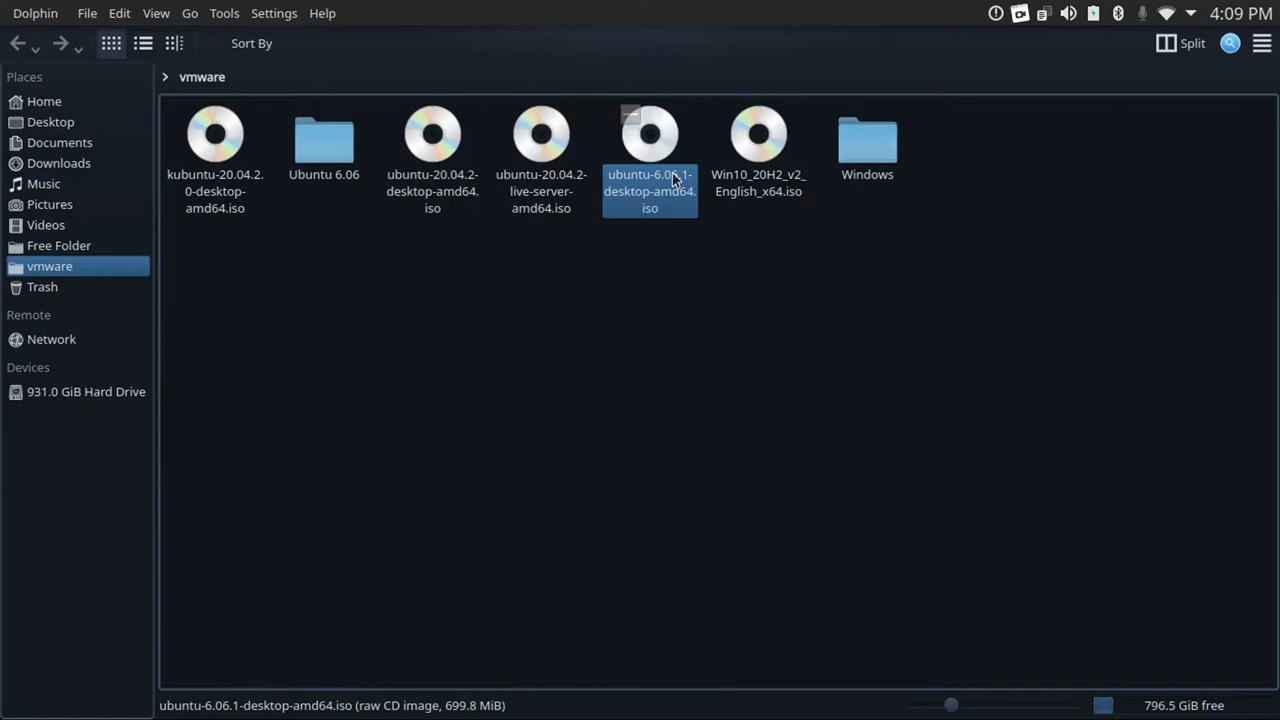 Dolphin File Edit View Go Tools Settings Help 4:09 PM
Sort By Split
Places
vmware
Home
Desktop
Documents
Downloads
Music
Pictures
Videos
Free Folder
vmware
Trash
Remote
Network
Devices
931.0 GiB Hard Drive
kubuntu-20.04.2.
0-desktop-
amd64.iso
Ubuntu 6.06
ubuntu-20.04.2-
desktop-amd64.
iso
ubuntu-20.04.2-
live-server-
amd64.iso
ubuntu-6.06.1-
desktop-amd64.
iso
Win10_20H2_v2_
English_x64.iso
Windows
ubuntu-6.06.1-desktop-amd64.iso (raw CD image, 699.8 MiB)
796.5 GiB free